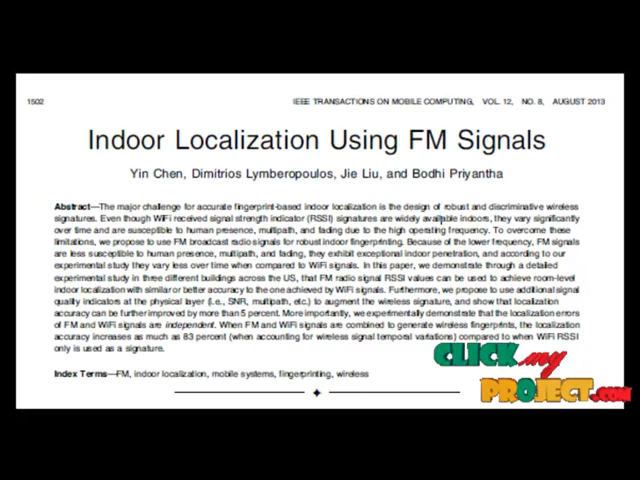 1502
IEEE TRANSACTIONS ON MOBILE COMPUTING, VOL. 12, NO. 8, AUGUST 2013
Indoor Localization Using FM Signals
Yin Chen, Dimitrios Lymberopoulos, Jie Liu, and Bodhi Priyantha
Abstract—The major challenge for accurate fingerprint-based indoor localization is the design of robust and discriminative wireless
signatures. Even though WiFi received signal strength indicator (RSSI) signatures are widely available indoors, they vary significantly
over time and are susceptible to human presence, multipath, and fading due to the high operating frequency. To overcome these
limitations, we propose to use FM broadcast radio signals for robust indoor fingerprinting. Because of the lower frequency, FM signals
are less susceptible to human presence, multipath, and fading, they exhibit exceptional indoor penetration, and according to our
experimental study they vary less over time when compared to WiFi signals. In this paper, we demonstrate through a detailed
experimental study in three different buildings across the US, that FM radio signal RSSI values can be used to achieve room-level
indoor localization with similar or better accuracy to the one achieved by WiFi signals. Furthermore, we propose to use additional signal
quality indicators at the physical layer (i.e., SNR, multipath, etc.) to augment the wireless signature, and show that localization
accuracy can be further improved by more than 5 percent. More importantly, we experimentally demonstrate that the localization errors
of FM and WiFi signals are independent. When FM and WiFi signals are combined to generate wireless fingerprints, the localization
accuracy increases as much as 83 percent (when accounting for wireless signal temporal variations) compared to when WiFi RSSI
only is used as a signature.
Index Terms—FM, indoor localization, mobile systems, fingerprinting, wireless
CLICK my
PROJECT.com